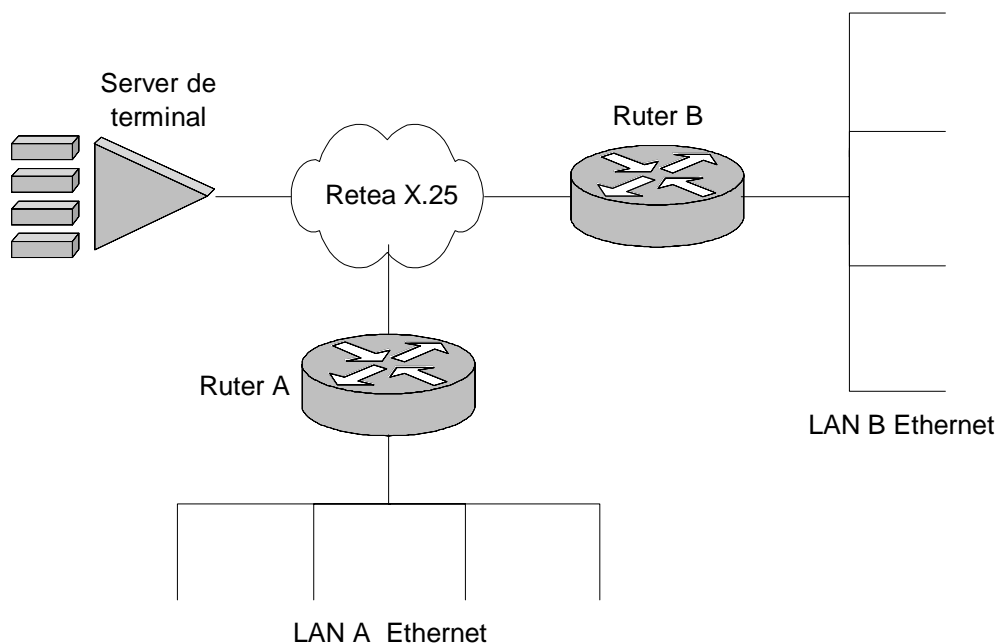 Server de
terminal
Ruter B
Retea X.25
Ruter A
LAN B Ethernet
LAN A Ethernet